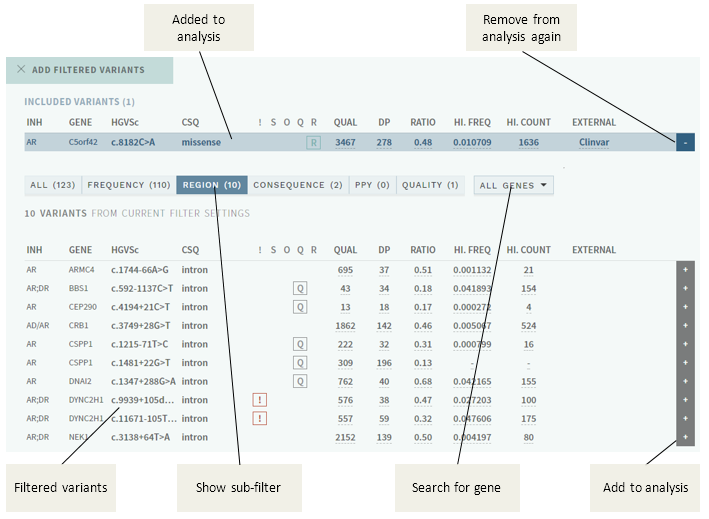 Added to
analysis
Remove from
analysis again
× ADD FILTERED VARIANTS
INCLUDED VARIANTS (1)
INH GENE HGVSc CSQ ! S O Q R QUAL DP RATIO HI. FREQ HI. COUNT EXTERNAL
AR C5orf42 c.8182C>A missense R 3467 278 0.48 0.010709 1636 Clinvar -
ALL (123) FREQUENCY (110) REGION (10) CONSEQUENCE (2) PPY (0) QUALITY (1) ALL GENES
10 VARIANTS FROM CURRENT FILTER SETTINGS
INH GENE HGVSc CSQ ! S O Q R QUAL DP RATIO HI. FREQ HI. COUNT EXTERNAL
AR ARMC4 c.1744-66A>G intron 695 37 0.51 0.001132 21 +
AR;DR BBS1 c.592-1137C>T intron Q 43 34 0.18 0.041893 154 +
AR CEP290 c.4194+21C>T intron Q 13 18 0.17 0.000272 4 +
AD/AR CRB1 c.3749+28G>T intron 1862 142 0.46 0.005067 524 +
AR CSPP1 c.1215-71T>C intron Q 222 32 0.31 0.000799 16 +
AR CSPP1 c.1481+22G>T intron Q 309 196 0.13 - - +
AR DNAI2 c.1347+288G>A intron Q 762 40 0.68 0.042165 155 +
AR;DR DYNC2H1 c.9939+105d... intron ! 576 38 0.47 0.027203 100 +
AR;DR DYNC2H1 c.11671-105T... intron ! 557 59 0.32 0.047606 175 +
AR;DR NEK1 c.3138+64T>A intron 2152 139 0.50 0.004197 80 +
Filtered variants
Show sub-filter
Search for gene
Add to analysis